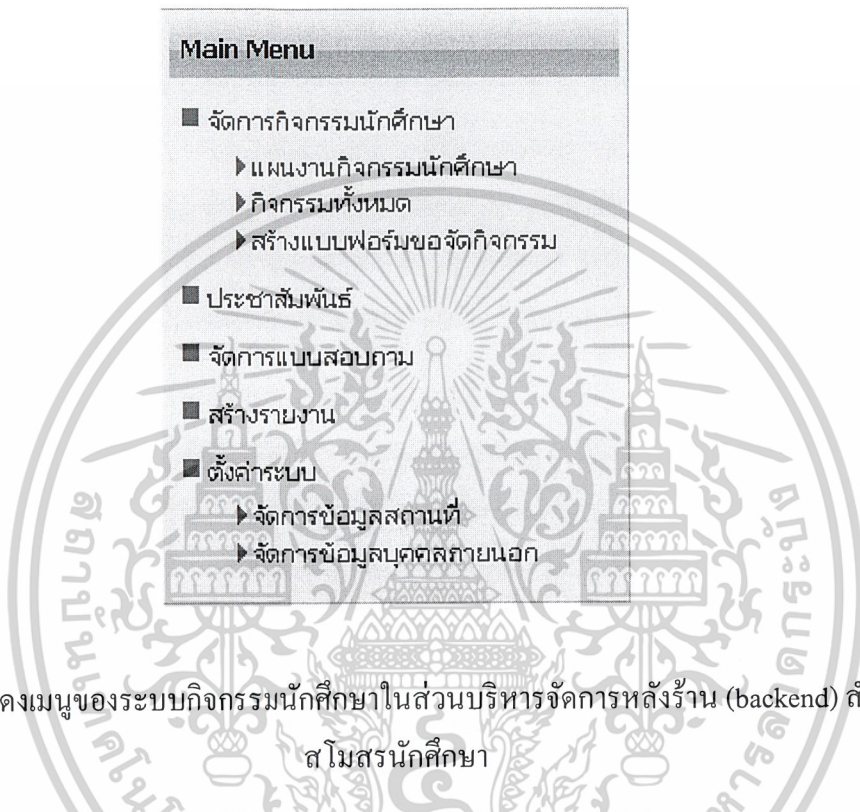 Main Menu
จัดการกิจกรรมนักศึกษา
แผนงานกิจกรรมนักศึกษา
กิจกรรมทั้งหมด
สร้างแบบฟอร์มขอจัดกิจกรรม
ประชาสัมพันธ์
จัดการแบบสอบถาม
สร้างรายงาน
ตั้งค่าระบบ
จัดการข้อมูลสถานที่
จัดการข้อมูลบุคคลภายนอก
ดงเมนูของระบบกิจกรรมนักศึกษาในส่วนบริหารจัดการหลังร้าน (backend)
สโมสรนักศึกษา